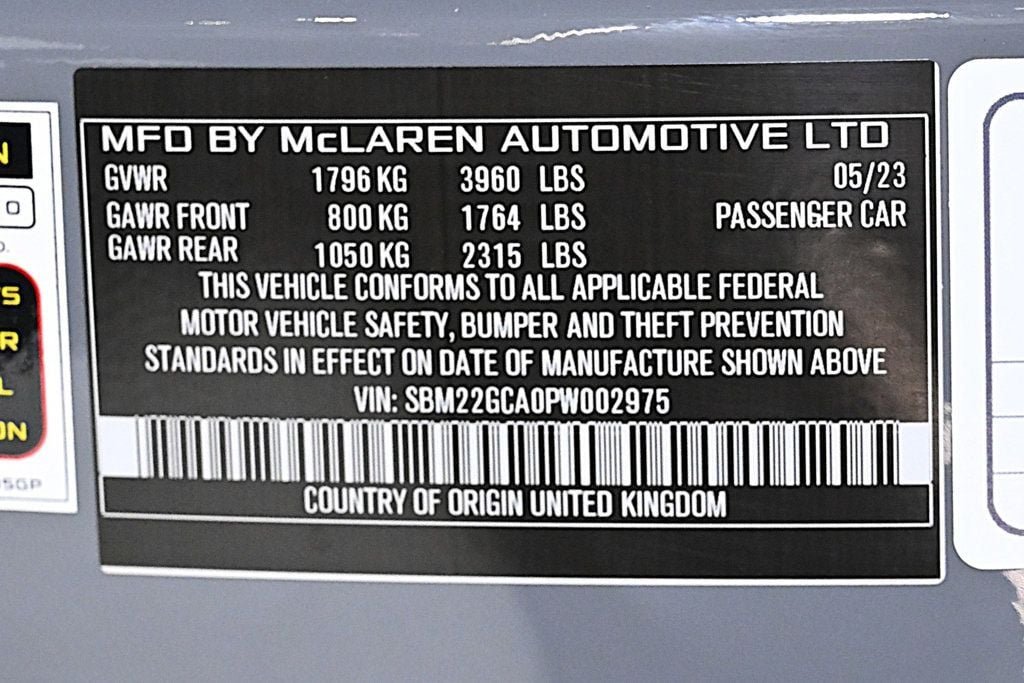 MFD BY McLAREN AUTOMOTIVE LTD
GVWR 1796 KG 3960 LBS 05/23
GAWR FRONT 800 KG 1764 LBS PASSENGER CAR
GAWR REAR 1050 KG 2315 LBS
THIS VEHICLE CONFORMS TO ALL APPLICABLE FEDERAL
MOTOR VEHICLE SAFETY, BUMPER AND THEFT PREVENTION
STANDARDS IN EFFECT ON DATE OF MANUFACTURE SHOWN ABOVE
VIN: SBM22GCA0PW002975
COUNTRY OF ORIGIN UNITED KINGDOM